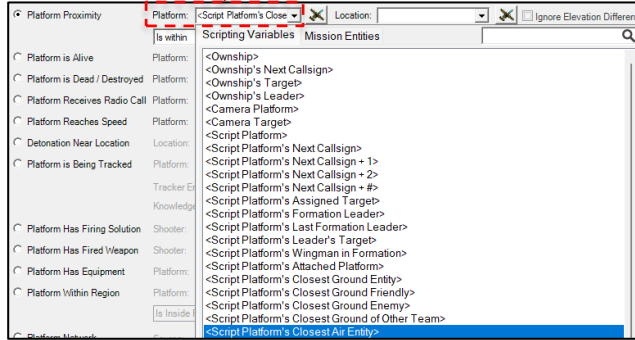 Platform Proximity Platform: <Script Platform's Close Location: Ignore Elevation Differen
Is within Scripting Variables Mission Entities
Platform is Alive Platform: <Ownship>
<Ownship's Next Callsign>
Platform is Dead / Destroyed Platform: <Ownship's Target>
<Ownship's Leader>
Platform Receives Radio Call Platform: <Camera Platform>
Platform Reaches Speed Platform: <Camera Target>
<Script Platform>
Detonation Near Location Location: <Script Platform's Next Callsign>
Platform is Being Tracked Platform: <Script Platform's Next Callsign + 1>
<Script Platform's Next Callsign + 2>
Tracker En <Script Platform's Next Callsign + #>
<Script Platform's Assigned Target>
Knowledge <Script Platform's Formation Leader>
Platform Has Firing Solution Shooter: <Script Platform's Last Formation Leader>
<Script Platform's Leader's Target>
Platform Has Fired Weapon Shooter: <Script Platform's Wingman in Formation>
Platform Has Equipment Platform: <Script Platform's Attached Platform>
<Script Platform's Closest Ground Entity>
Platform Within Region Platform: <Script Platform's Closest Ground Friendly>
Is Inside <Script Platform's Closest Ground Enemy>
<Script Platform's Closest Ground of Other Team>
<Script Platform's Closest Air Entity>